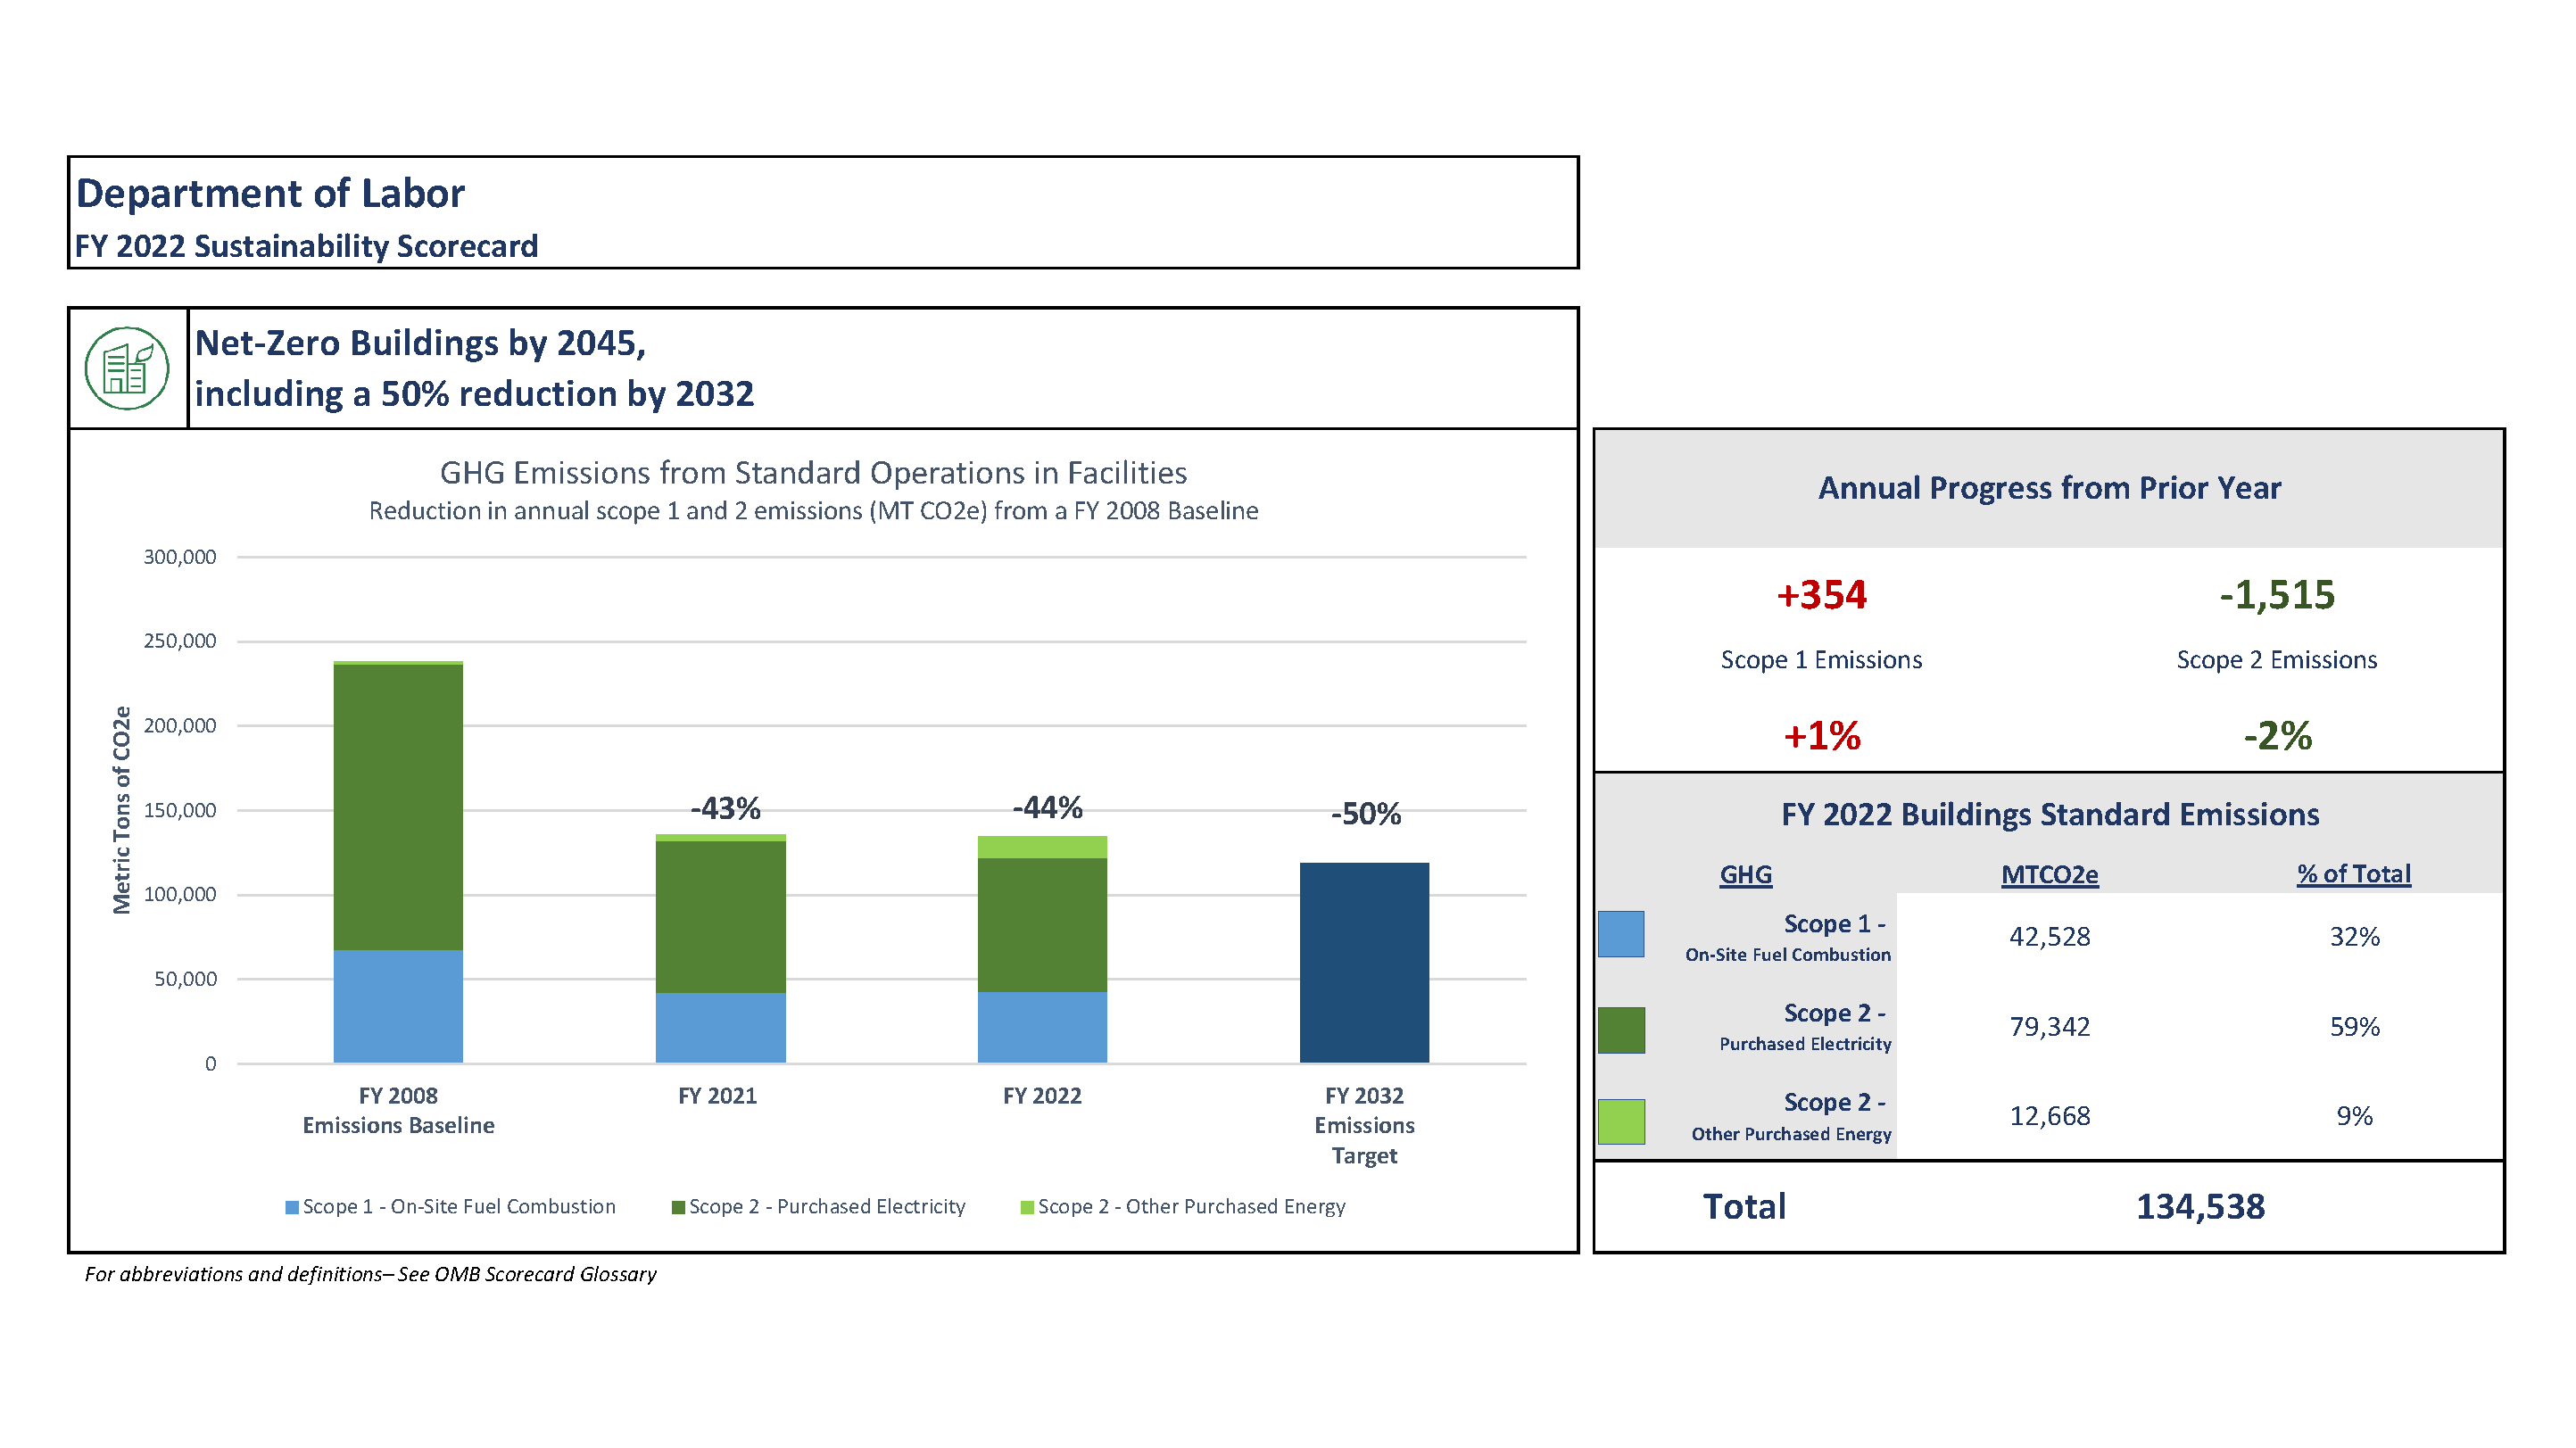 Department of Labor
FY 2022 Sustainability Scorecard
Net-Zero Buildings by 2045,
including a 50% reduction by 2032
GHG Emissions from Standard Operations in Facilities
Reduction in annual scope 1 and 2 emissions (MT CO2e) from a FY 2008 Baseline
Metric Tons of CO2e
300,000
250,000
200,000
150,000
100,000
50,000
0
-43%
-44%
-50%
FY 2008
Emissions Baseline
FY 2021
FY 2022
FY 2032
Emissions
Target
Scope 1 - On-Site Fuel Combustion
Scope 2 - Purchased Electricity
Scope 2 - Other Purchased Energy
For abbreviations and definitions– See OMB Scorecard Glossary
Annual Progress from Prior Year
+354 -1,515
Scope 1 Emissions Scope 2 Emissions
+1% -2%
FY 2022 Buildings Standard Emissions
GHG MTCO2e % of Total
Scope 1 -
On-Site Fuel Combustion
42,528 32%
Scope 2 -
Purchased Electricity
79,342 59%
Scope 2 -
Other Purchased Energy
12,668 9%
Total 134,538